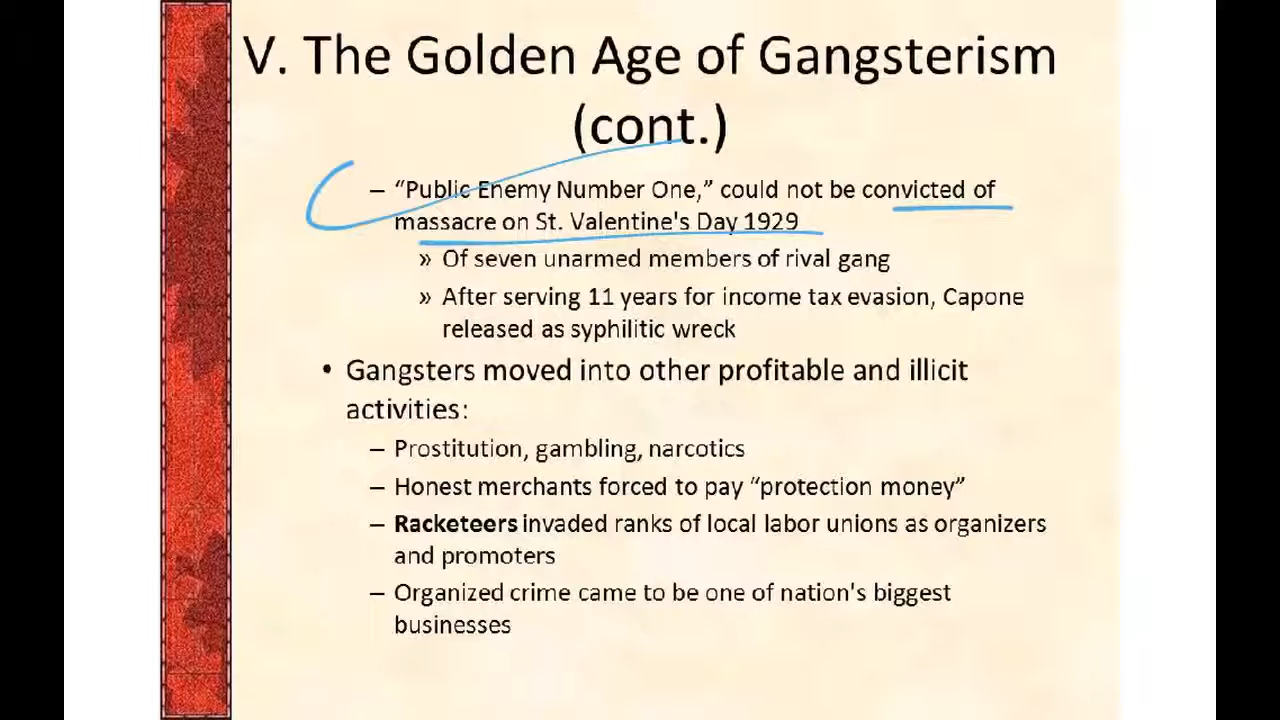 V. The Golden Age of Gangsterism
(cont.)
– “Public Enemy Number One,” could not be convicted of
massacre on St. Valentine's Day 1929
» Of seven unarmed members of rival gang
» After serving 11 years for income tax evasion, Capone
released as syphilitic wreck
• Gangsters moved into other profitable and illicit
activities:
– Prostitution, gambling, narcotics
– Honest merchants forced to pay “protection money”
– Racketeers invaded ranks of local labor unions as organizers
and promoters
– Organized crime came to be one of nation's biggest
businesses